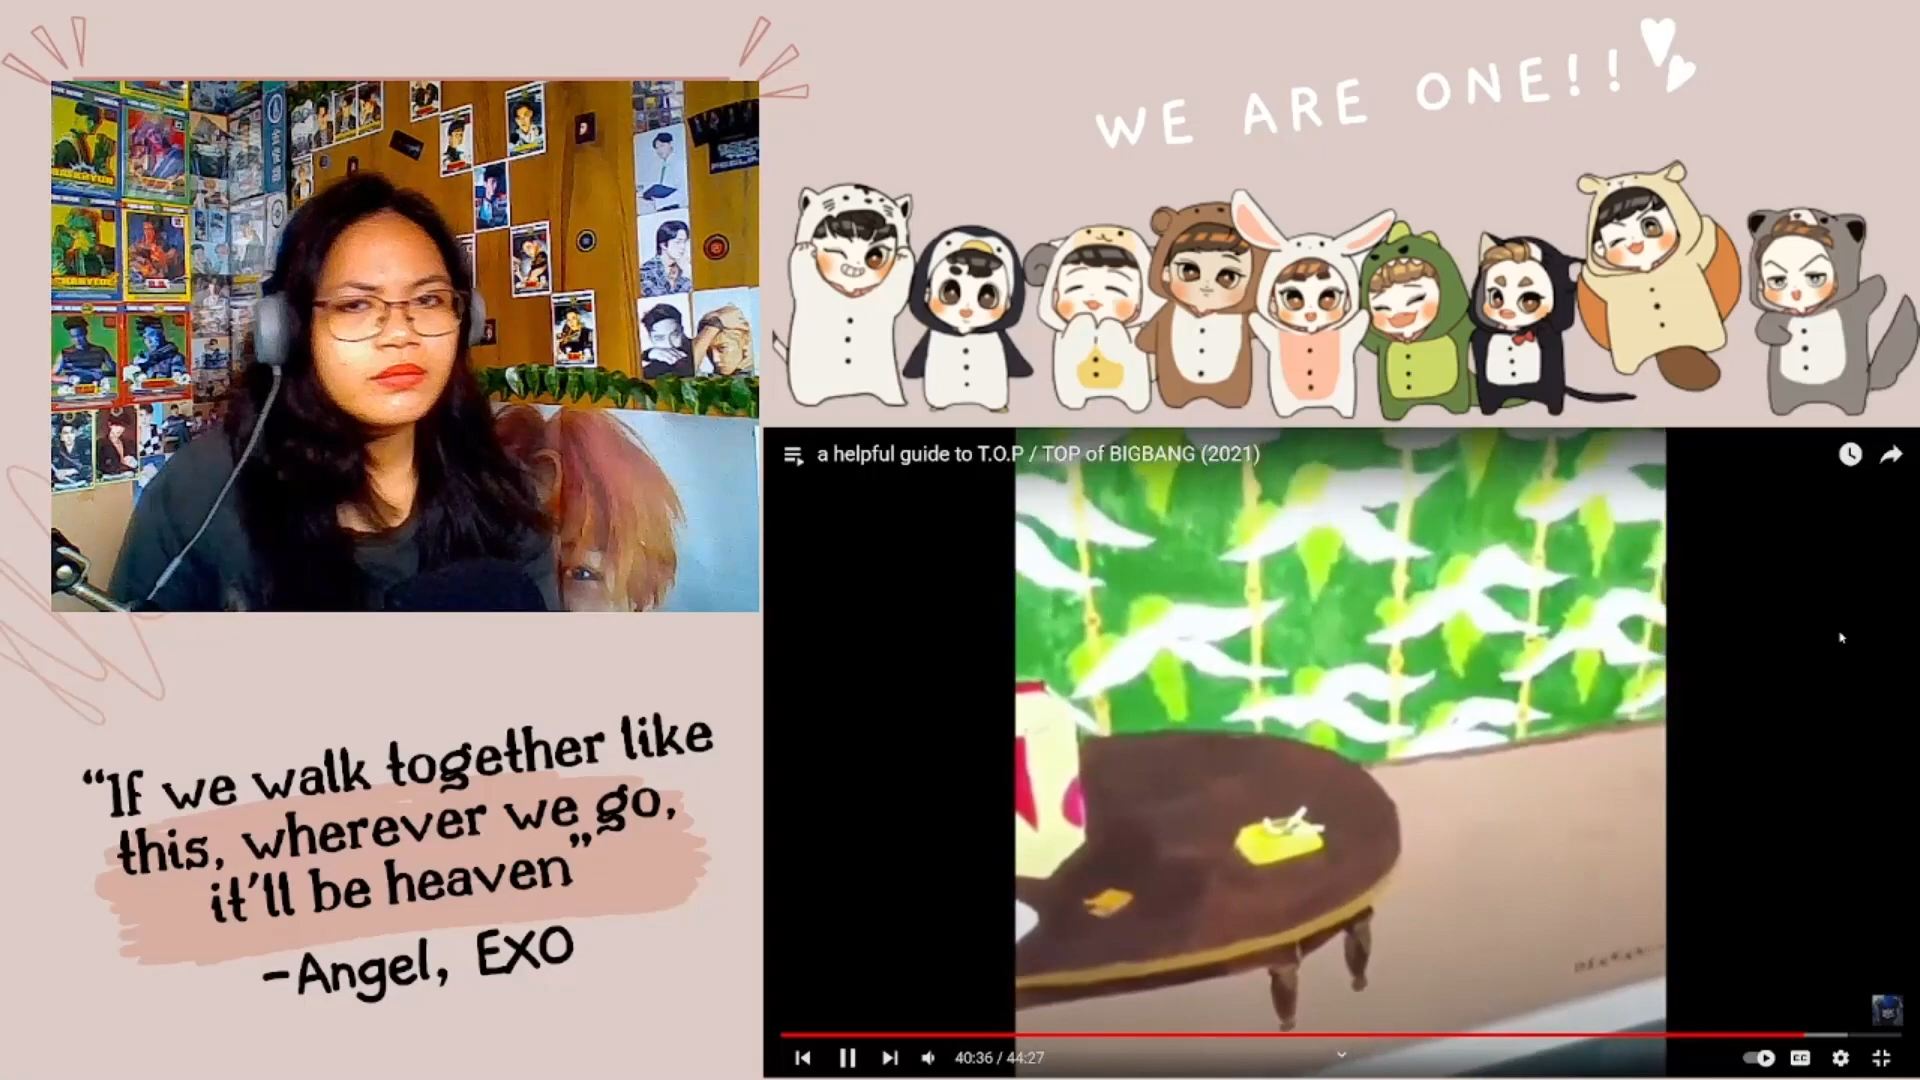 WE ARE ONE!!
a helpful guide to T.O.P / TOP of BIGBANG (2021)
“If we walk together like
this, wherever we go,
it'll be heaven”
-Angel, EXO
40:36 / 44:27
CC